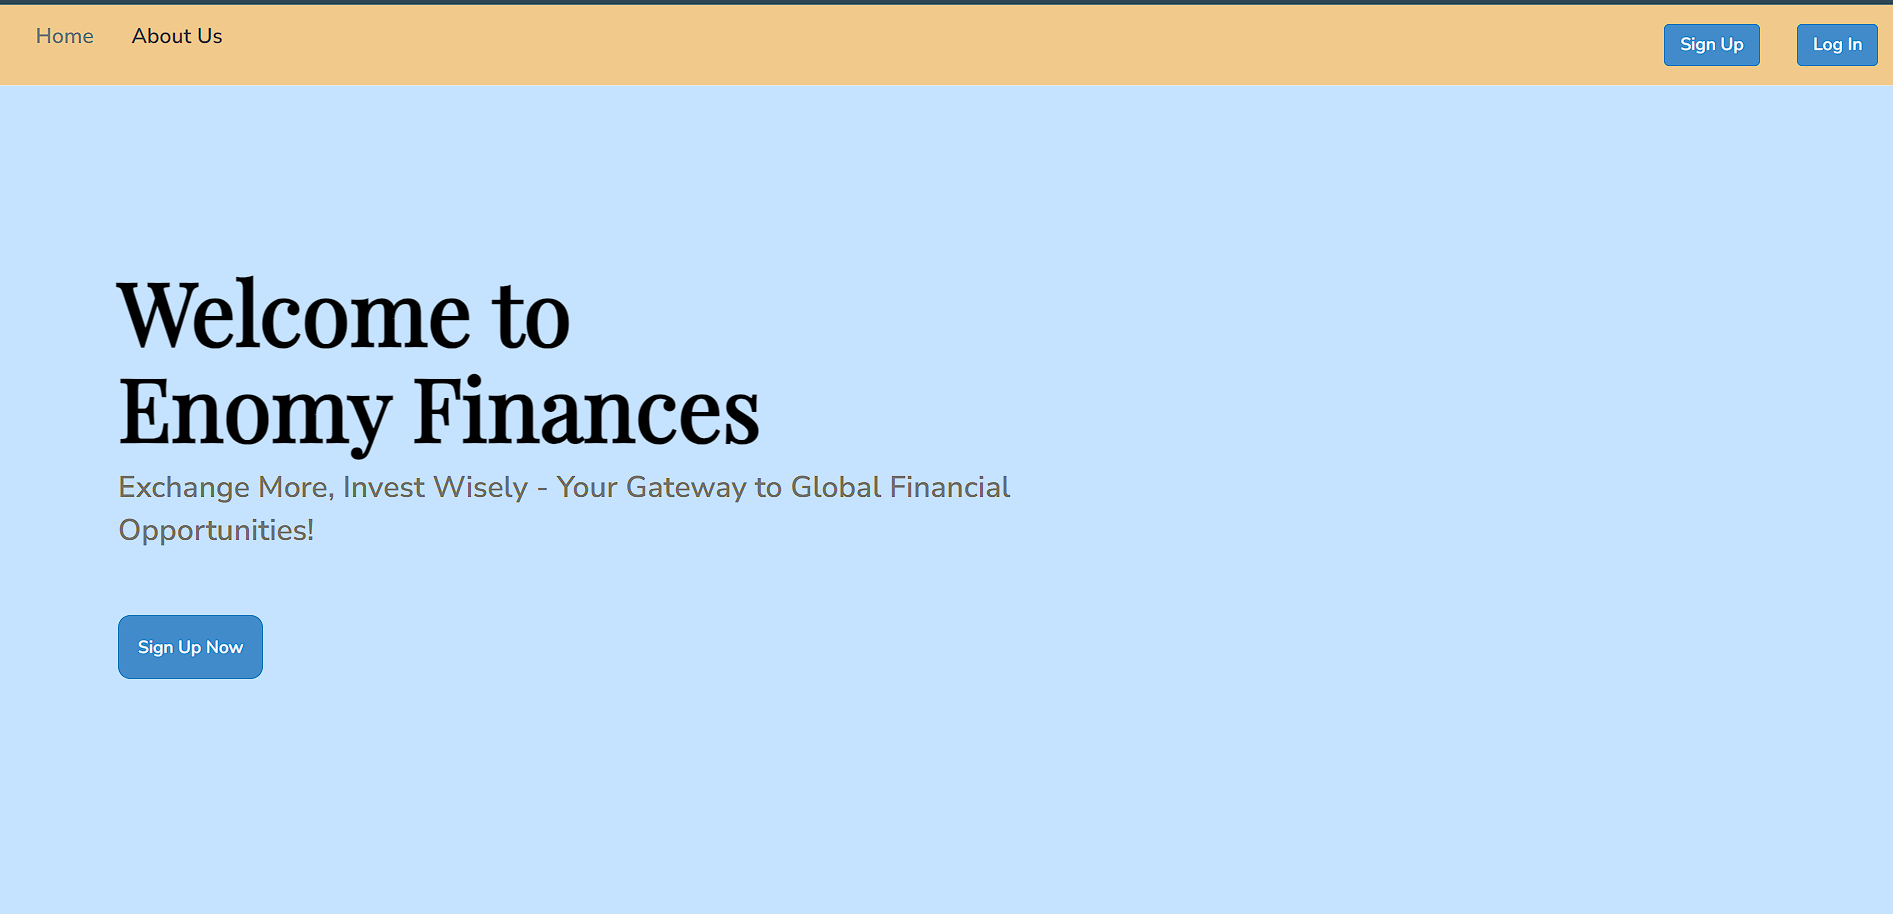 Home About Us Sign Up Log In
Welcome to
Enomy Finances
Exchange More, Invest Wisely - Your Gateway to Global Financial
Opportunities!
Sign Up Now